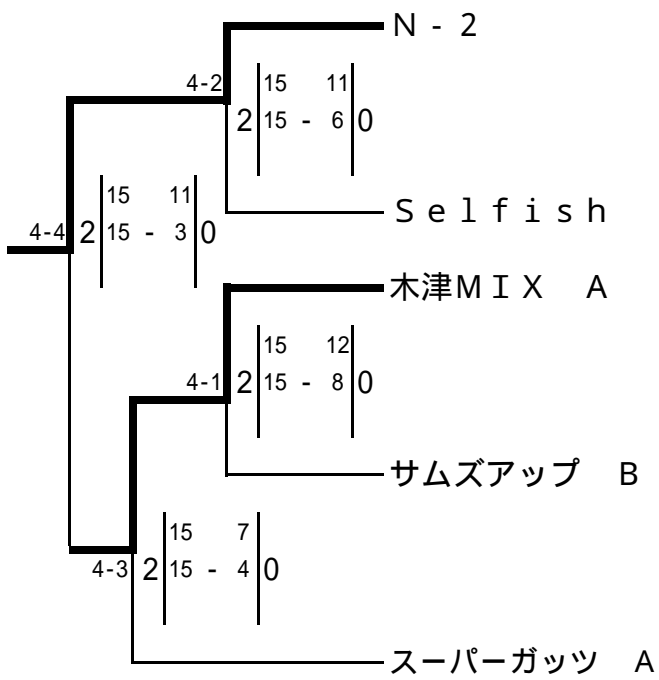 Ｎ-２
4-2
15 11
2 15 - 6 0
15 11
4-4 2 15 - 3 0
Ｓｅｌｆｉｓｈ
木津ＭＩＸ　Ａ
15 12
4-1 2 15 - 8 0
サムズアップ　Ｂ
15 7
4-3 2 15 - 4 0
スーパーガッツ　Ａ